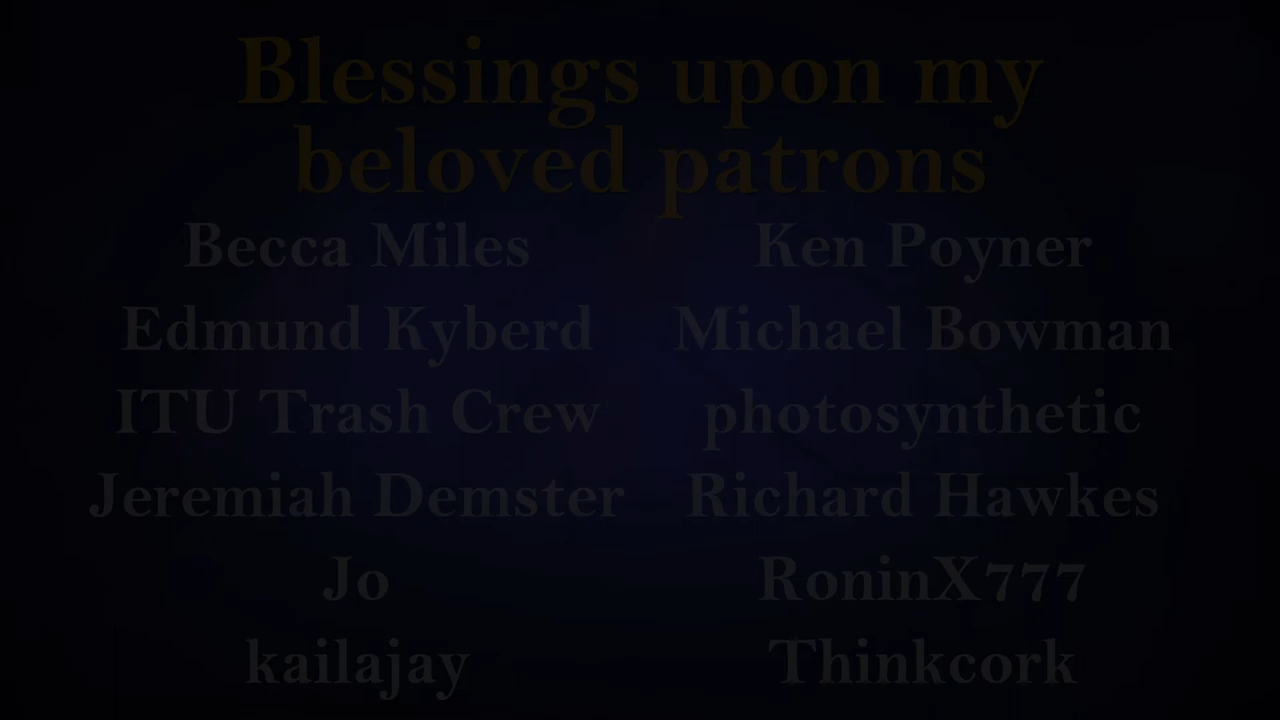 Blessings upon my
beloved patrons
Becca Miles
Edmund Kyberd
ITU Trash Crew
Jeremiah Demster
Jo
kailajay
Ken Poyner
Michael Bowman
photosynthetic
Richard Hawkes
RoninX777
Thinkcork